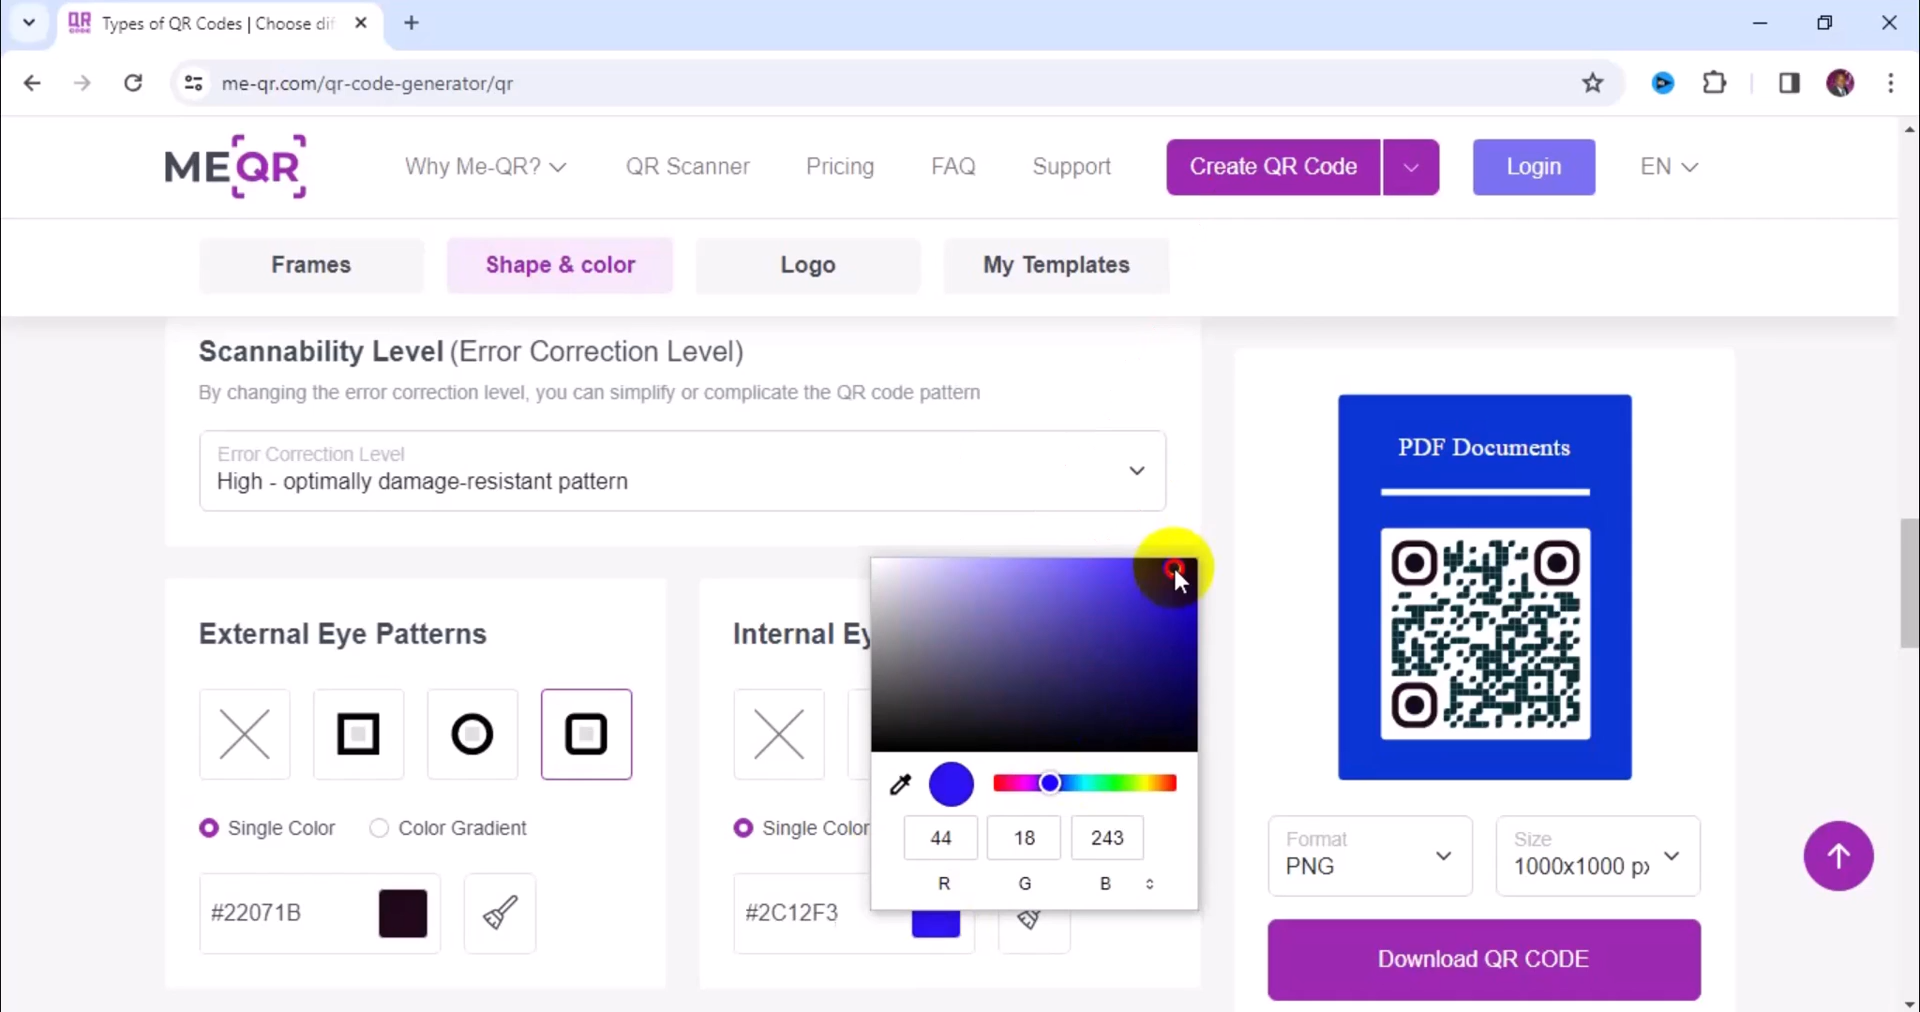 QR
CODE
Types of QR Codes | Choose di
me-qr.com/qr-code-generator/qr
MEQR
Why Me-QR?
QR Scanner
Pricing
FAQ
Support
Create QR Code
Login
EN
Frames
Shape & color
Logo
My Templates
Scannability Level (Error Correction Level)
By changing the error correction level, you can simplify or complicate the QR code pattern
Error Correction Level
High - optimally damage-resistant pattern
PDF Documents
External Eye Patterns
Internal Ey
Single Color
Color Gradient
Single Color
44
18
243
R
G
B
#22071B
#2C12F3
Format
PNG
Size
1000x1000 px
Download QR CODE